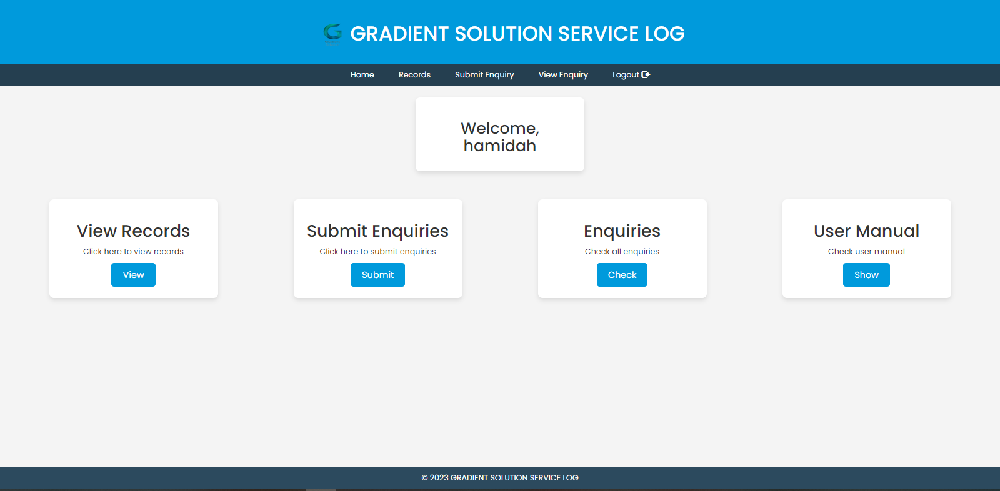 GRADIENT SOLUTION SERVICE LOG
Home Records Submit Enquiry View Enquiry Logout
Welcome,
hamidah
View Records
Click here to view records
View
Submit Enquiries
Click here to submit enquiries
Submit
Enquiries
Check all enquiries
Check
User Manual
Check user manual
Show
© 2023 GRADIENT SOLUTION SERVICE LOG